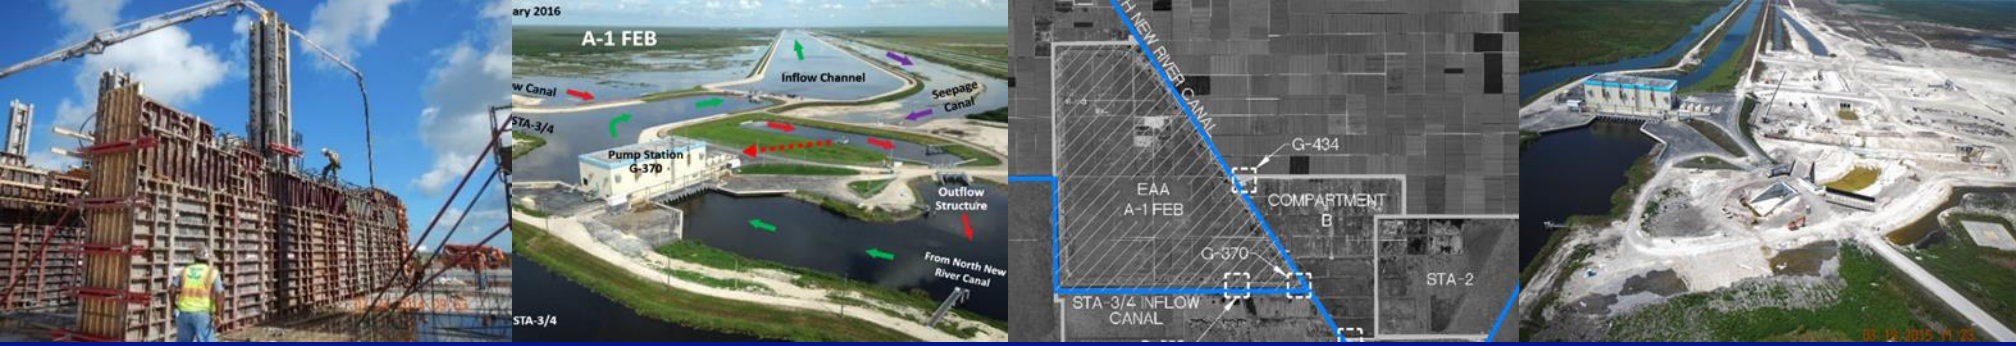 ary 2016
A-1 FEB
Inflow Channel
w Canal
Seepage
Canal
STA-3/4
Pump Station
G-370
Outflow
Structure
From North New
River Canal
STA-3/4
H NEW RIVER CANAL
G-434
EAA
A-1 FEB
COMPARTMENT
B
G-370
STA-2
STA-3/4 INFLOW
CANAL